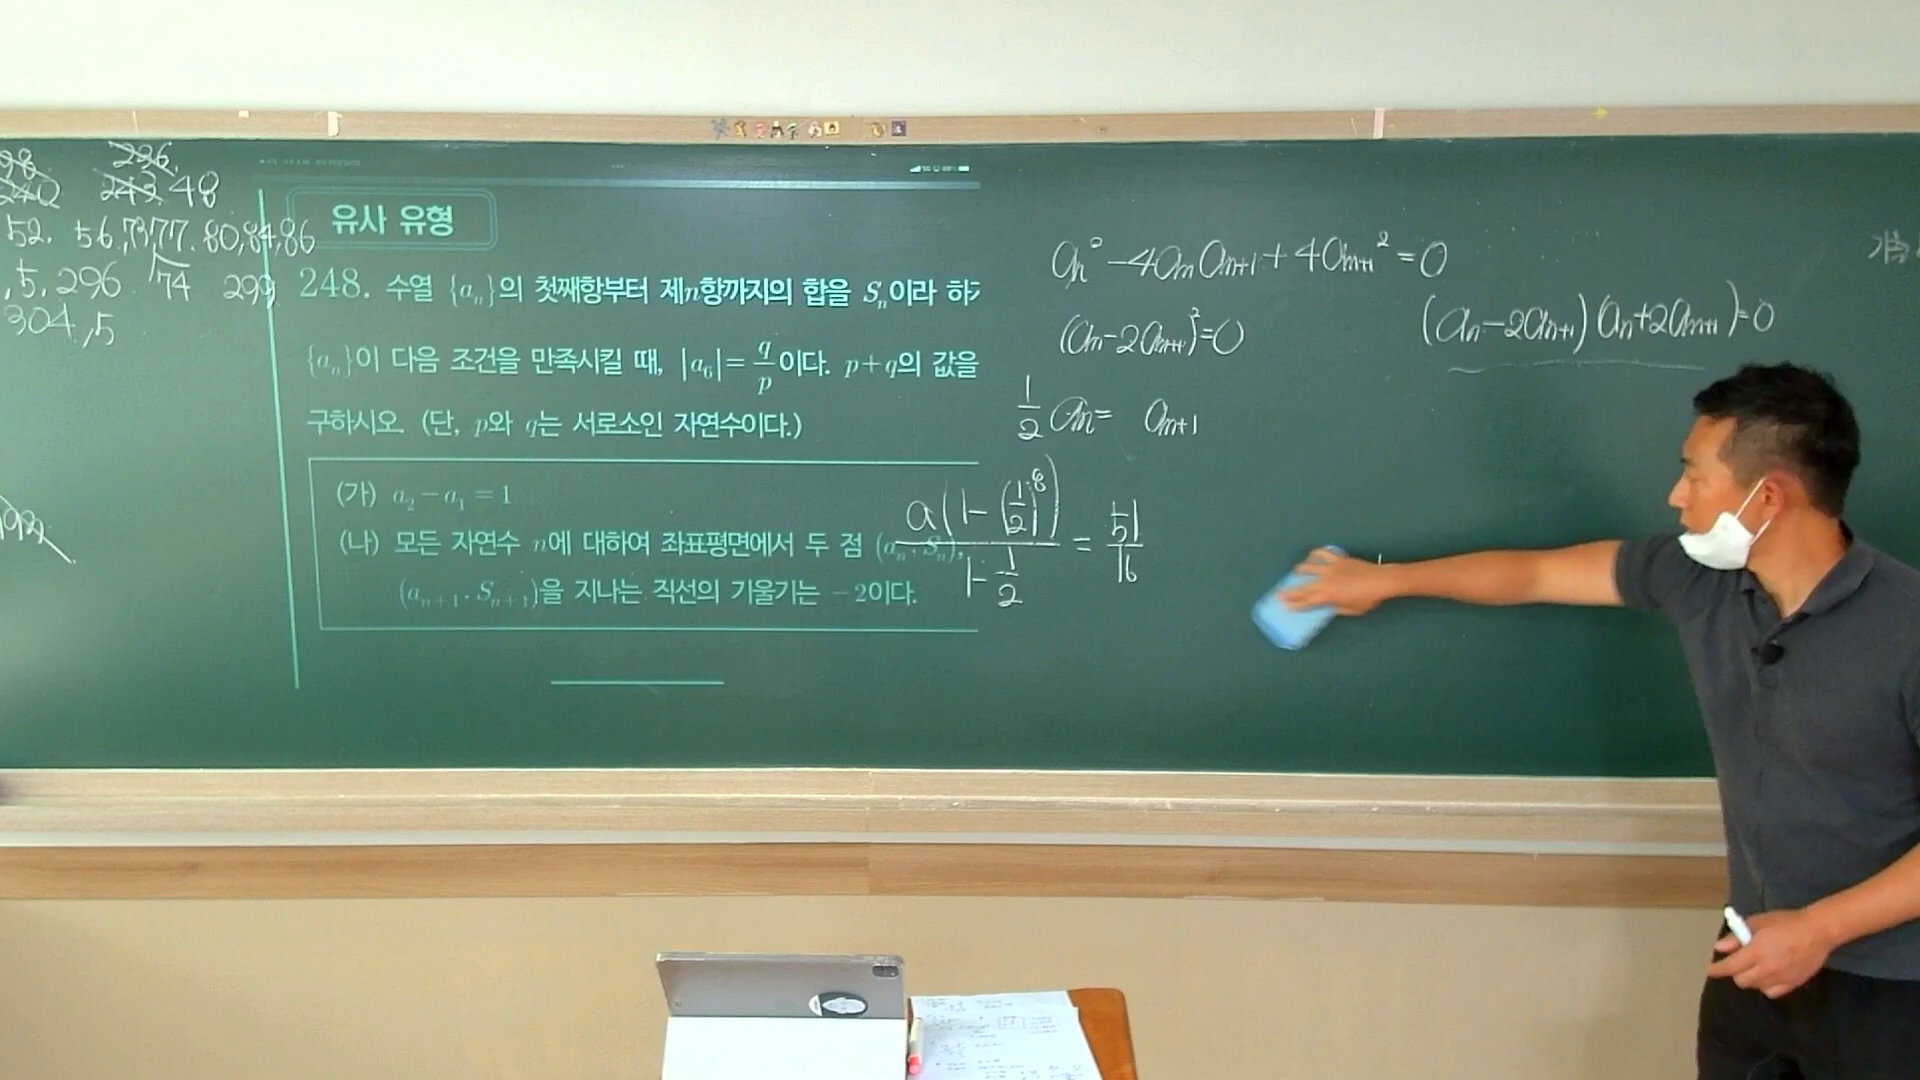 236
243 48
52. 56, 73, 77. 80, 84, 86
, 5, 296 74 299
304, 5
유사 유형
248. 수열 {aₙ}의 첫째항부터 제n항까지의 합을 Sₙ이라 하
{aₙ}이 다음 조건을 만족시킬 때, |a₆| = q/p이다. p+q의 값을
구하시오. (단, p와 q는 서로소인 자연수이다.)
(가) a₂ - a₁ = 1
(나) 모든 자연수 n에 대하여 좌표평면에서 두 점 (aₙ, Sₙ),
(aₙ₊₁, Sₙ₊₁)을 지나는 직선의 기울기는 -2이다.
aₙ² - 4aₙaₙ₊₁ + 4aₙ₊₁² = 0
(aₙ - 2aₙ₊₁)² = 0
(aₙ - 2aₙ₊₁)(aₙ + 2aₙ₊₁) = 0
1/2 aₙ = aₙ₊₁
a(1 - (1/2)⁸) / (1 - 1/2) = 51/16